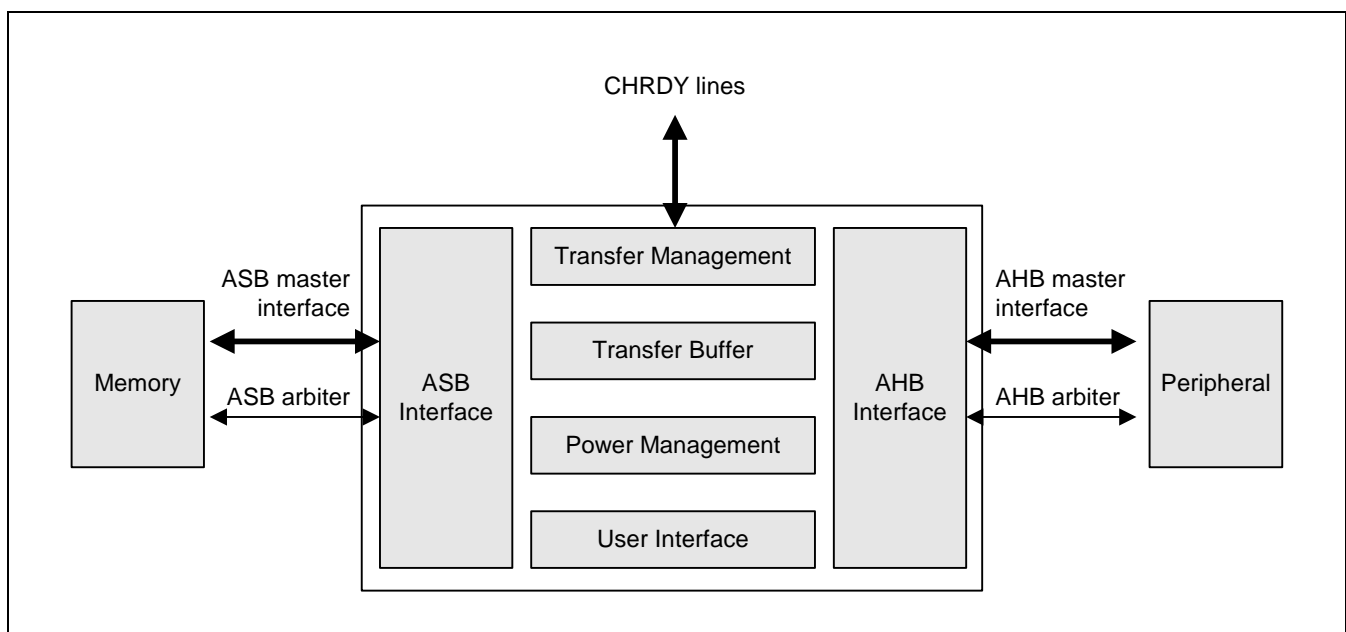 CHRDY lines
Transfer Management
ASB master
interface
AHB master
interface
Transfer Buffer
Memory
ASB
Interface
AHB
Interface
Peripheral
ASB arbiter
AHB arbiter
Power Management
User Interface